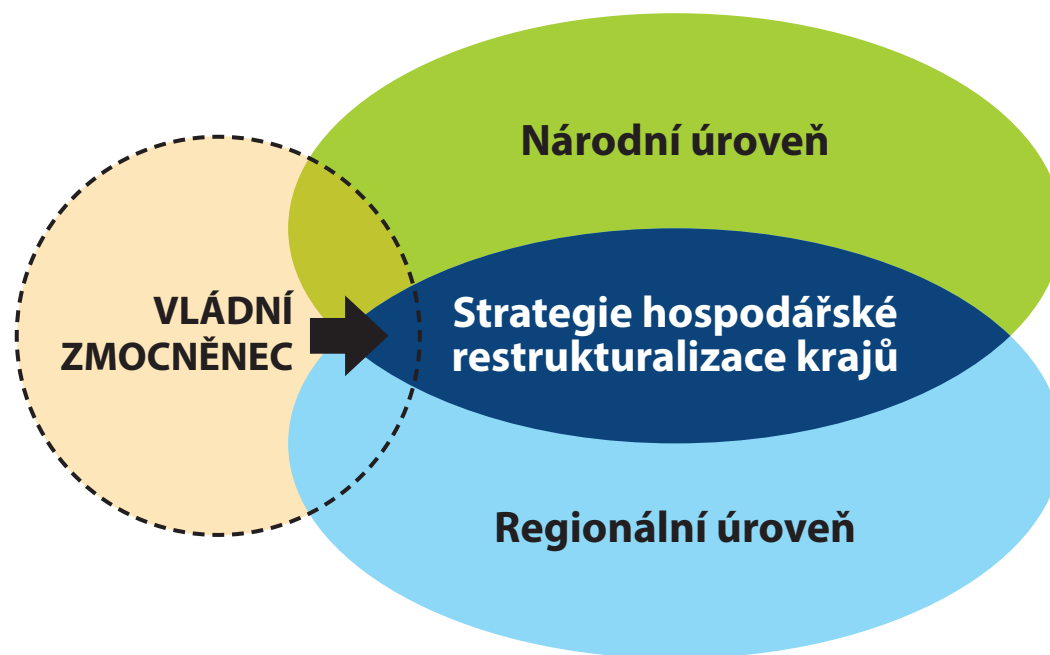 Národní úroveň
VLÁDNÍ
ZMOCNĚNEC
Strategie hospodářské
restrukturalizace krajů
Regionální úroveň